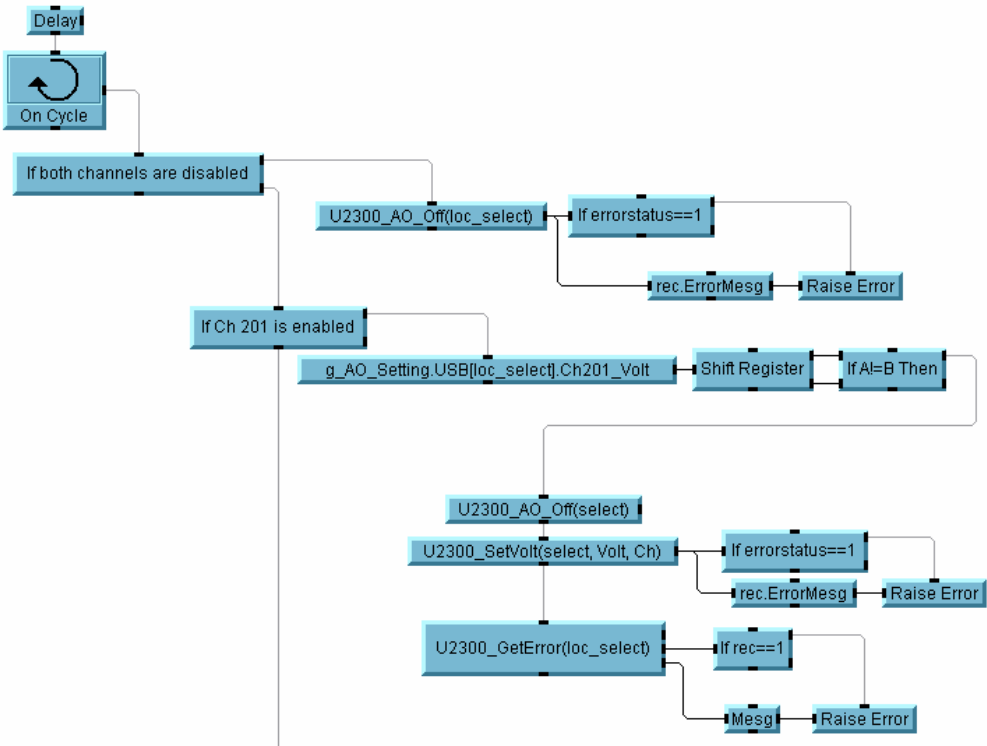 Delay
On Cycle
If both channels are disabled
U2300_AO_Off(loc_select)
If errorstatus==1
rec.ErrorMesg
Raise Error
If Ch 201 is enabled
g_AO_Setting.USB[loc_select].Ch201_Volt
Shift Register
If A!=B Then
U2300_AO_Off(select)
U2300_SetVolt(select, Volt, Ch)
If errorstatus==1
rec.ErrorMesg
Raise Error
U2300_GetError(loc_select)
If rec==1
Mesg
Raise Error